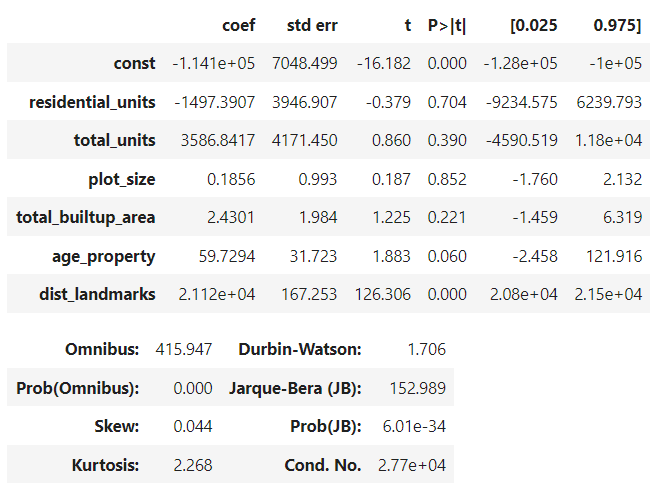 coef std err t P>|t| [0.025 0.975]
const -1.141e+05 7048.499 -16.182 0.000 -1.28e+05 -1e+05
residential_units -1497.3907 3946.907 -0.379 0.704 -9234.575 6239.793
total_units 3586.8417 4171.450 0.860 0.390 -4590.519 1.18e+04
plot_size 0.1856 0.993 0.187 0.852 -1.760 2.132
total_builtup_area 2.4301 1.984 1.225 0.221 -1.459 6.319
age_property 59.7294 31.723 1.883 0.060 -2.458 121.916
dist_landmarks 2.112e+04 167.253 126.306 0.000 2.08e+04 2.15e+04
Omnibus: 415.947 Durbin-Watson: 1.706
Prob(Omnibus): 0.000 Jarque-Bera (JB): 152.989
Skew: 0.044 Prob(JB): 6.01e-34
Kurtosis: 2.268 Cond. No. 2.77e+04